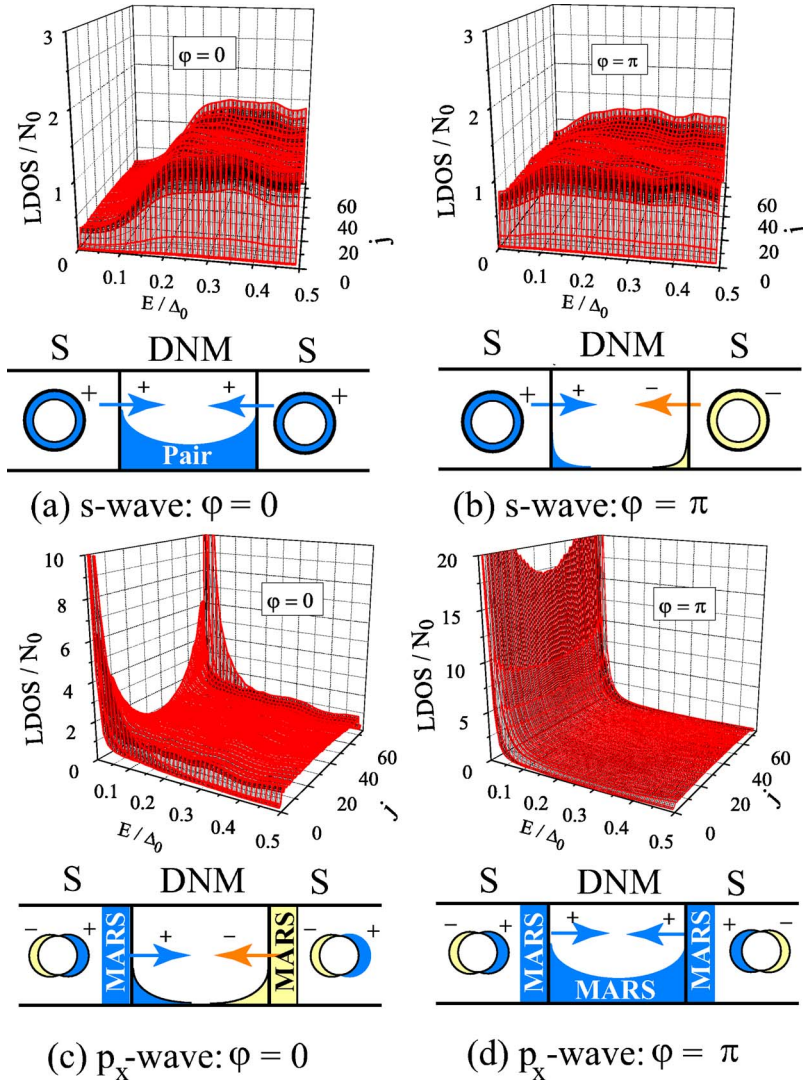 3
2
1
0
LDOS / N0
φ = 0
0.1
0.2
0.3
0.4
0.5
E / Δ0
0
20
40
60
j
3
2
1
0
LDOS / N0
φ = π
0.1
0.2
0.3
0.4
0.5
E / Δ0
0
20
40
60
j
S DNM S
+ + + +
Pair
(a) s-wave: φ = 0
S DNM S
+ + − −
(b) s-wave: φ = π
10
8
6
4
2
0
LDOS / N0
φ = 0
0.1
0.2
0.3
0.4
0.5
E / Δ0
0
20
40
60
j
20
15
10
5
0
LDOS / N0
φ = π
0.1
0.2
0.3
0.4
0.5
E / Δ0
0
20
40
60
j
S DNM S
− + MARS + − MARS − +
(c) px-wave: φ = 0
S DNM S
− + MARS + + MARS + −
MARS
(d) px-wave: φ = π